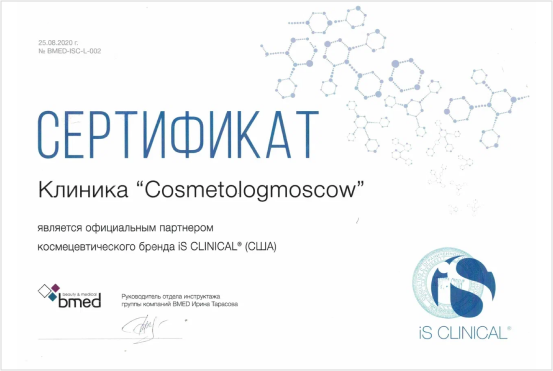 25.08.2020 г.
№ BMED-ISC-L-002
СЕРТИФИКАТ
Клиника “Cosmetologmoscow”
является официальным партнером
космецевтического бренда iS CLINICAL® (США)
beauty & medical
bmed
Руководитель отдела инструктажа
группы компаний BMED Ирина Тарасова
iS
iS CLINICAL®